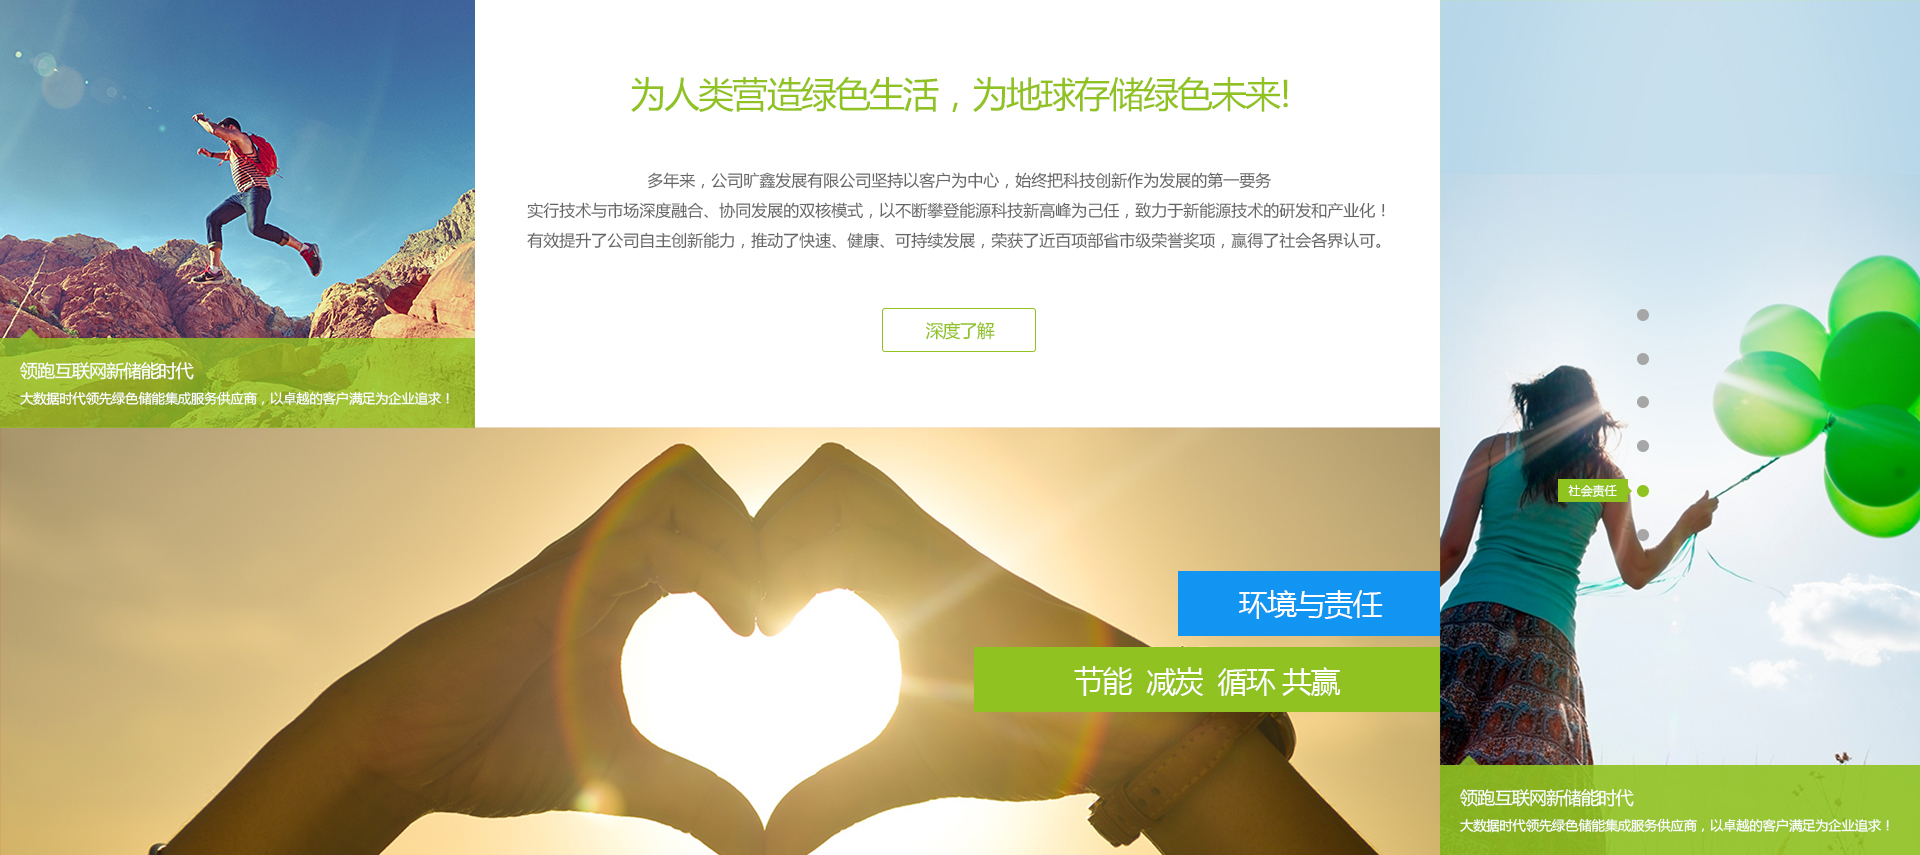 为人类营造绿色生活，为地球存储绿色未来!
多年来，公司旷鑫发展有限公司坚持以客户为中心，始终把科技创新作为发展的第一要务
实行技术与市场深度融合、协同发展的双核模式，以不断攀登能源科技新高峰为己任，致力于新能源技术的研发和产业化！
有效提升了公司自主创新能力，推动了快速、健康、可持续发展，荣获了近百项部省市级荣誉奖项，赢得了社会各界认可。
深度了解
领跑互联网新储能时代
大数据时代领先绿色储能集成服务供应商，以卓越的客户满足为企业追求！
社会责任
环境与责任
节能 减炭 循环 共赢
领跑互联网新储能时代
大数据时代领先绿色储能集成服务供应商，以卓越的客户满足为企业追求！